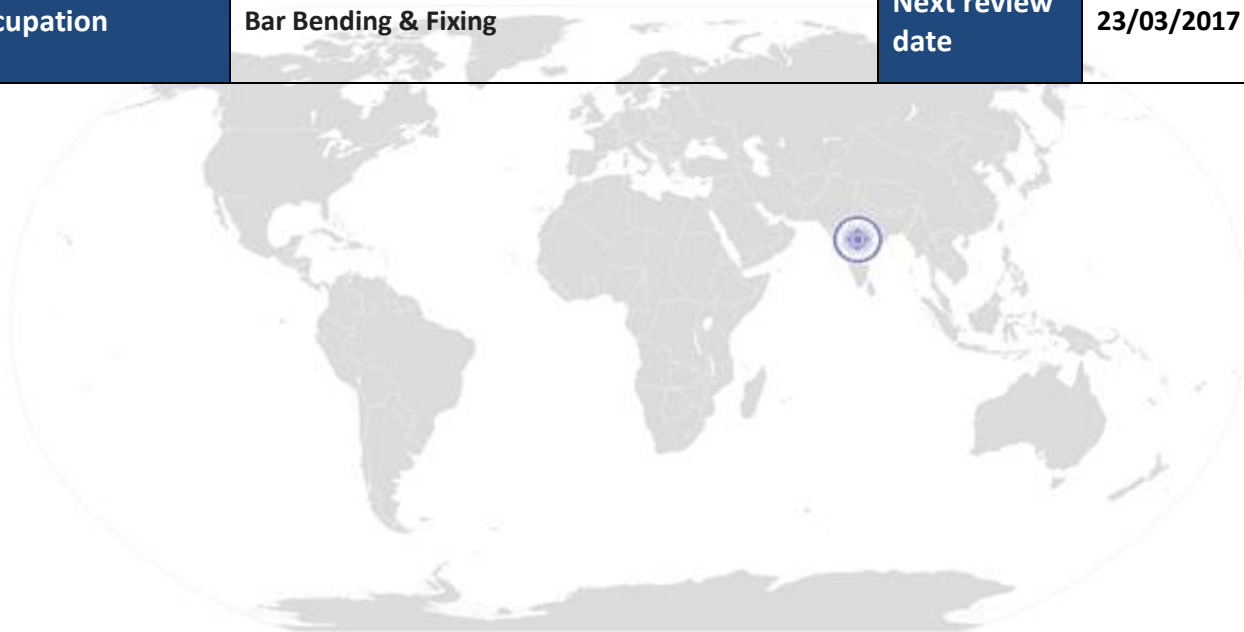 cupation
Bar Bending & Fixing
Next review
date
23/03/2017